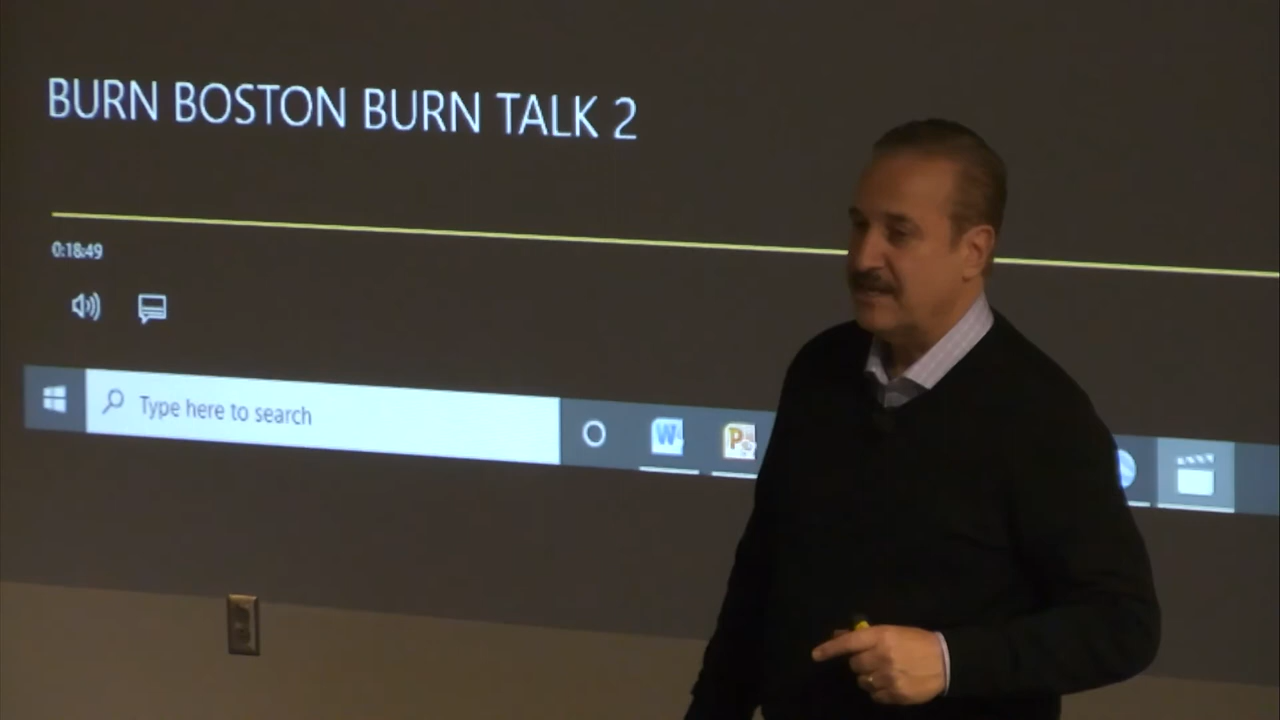 BURN BOSTON BURN TALK 2
0:18:49
Type here to search
W
P